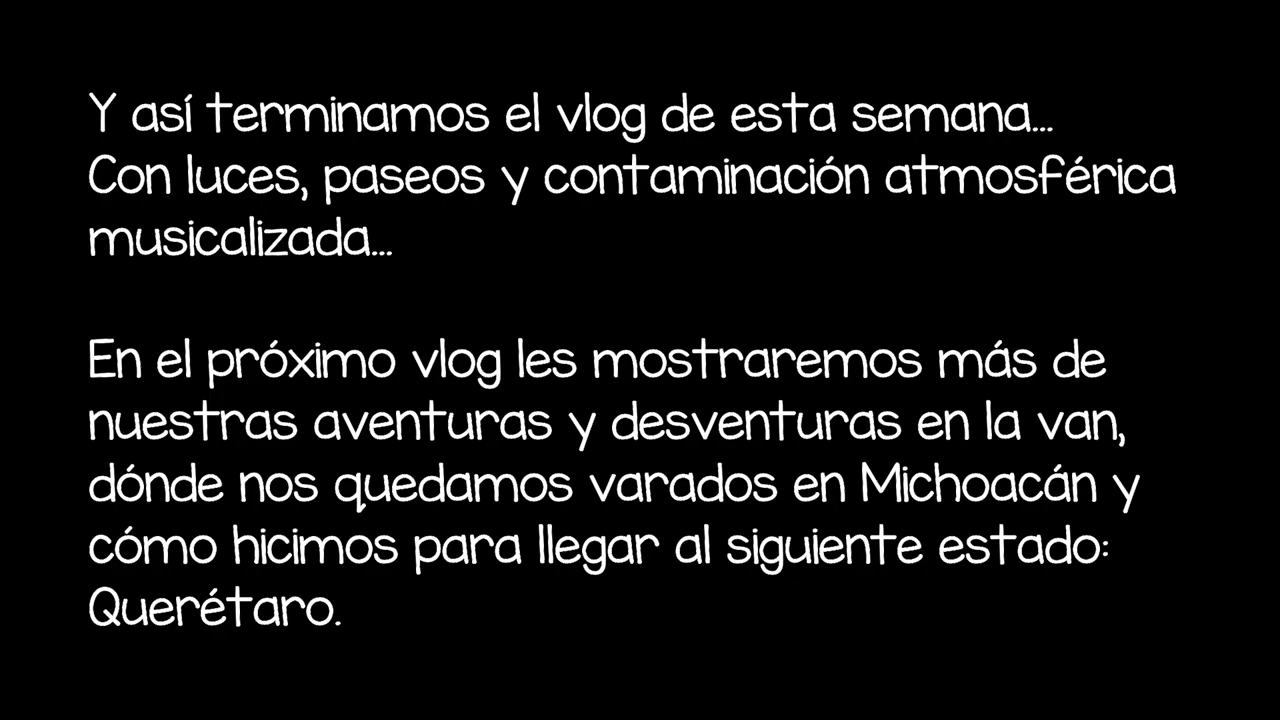 Y así terminamos el vlog de esta semana...
Con luces, paseos y contaminación atmosférica
musicalizada...
En el próximo vlog les mostraremos más de
nuestras aventuras y desventuras en la van,
dónde nos quedamos varados en Michoacán y
cómo hicimos para llegar al siguiente estado:
Querétaro.